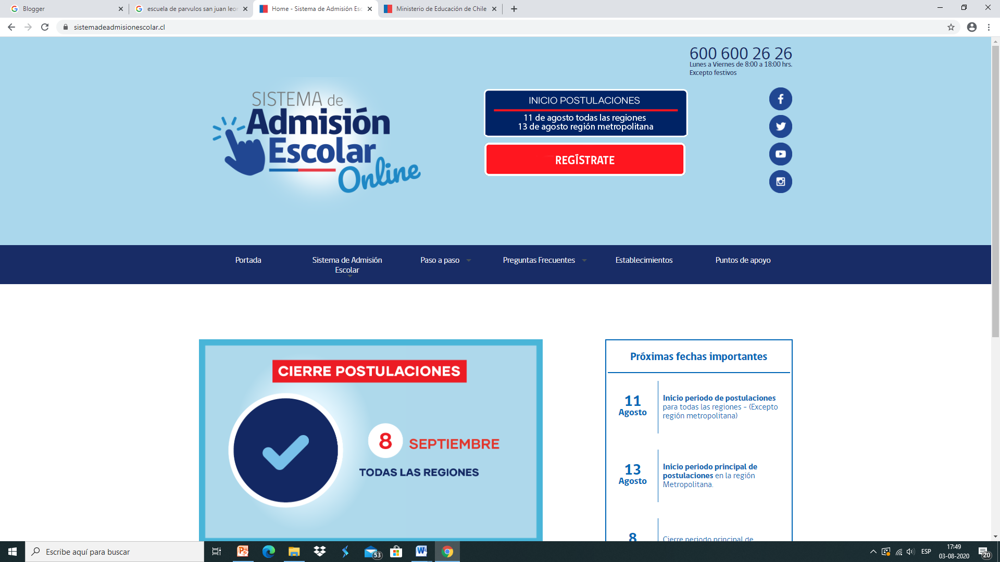 Blogger
escuela de parvulos san juan leon
Home - Sistema de Admisión Esc
Ministerio de Educación de Chile
sistemadeadmisionescolar.cl
600 600 26 26
Lunes a Viernes de 8:00 a 18:00 hrs.
Excepto festivos
SISTEMA de
Admisión
Escolar
Online
INICIO POSTULACIONES
11 de agosto todas las regiones
13 de agosto región metropolitana
REGÍSTRATE
Portada
Sistema de Admisión
Escolar
Paso a paso
Preguntas Frecuentes
Establecimientos
Puntos de apoyo
CIERRE POSTULACIONES
8 SEPTIEMBRE
TODAS LAS REGIONES
Próximas fechas importantes
11
Agosto
Inicio periodo de postulaciones
para todas las regiones - (Excepto
región metropolitana)
13
Agosto
Inicio periodo principal de
postulaciones en la región
Metropolitana.
8
Cierre periodo principal de
Escribe aquí para buscar
53
ESP
17:49
03-08-2020
20